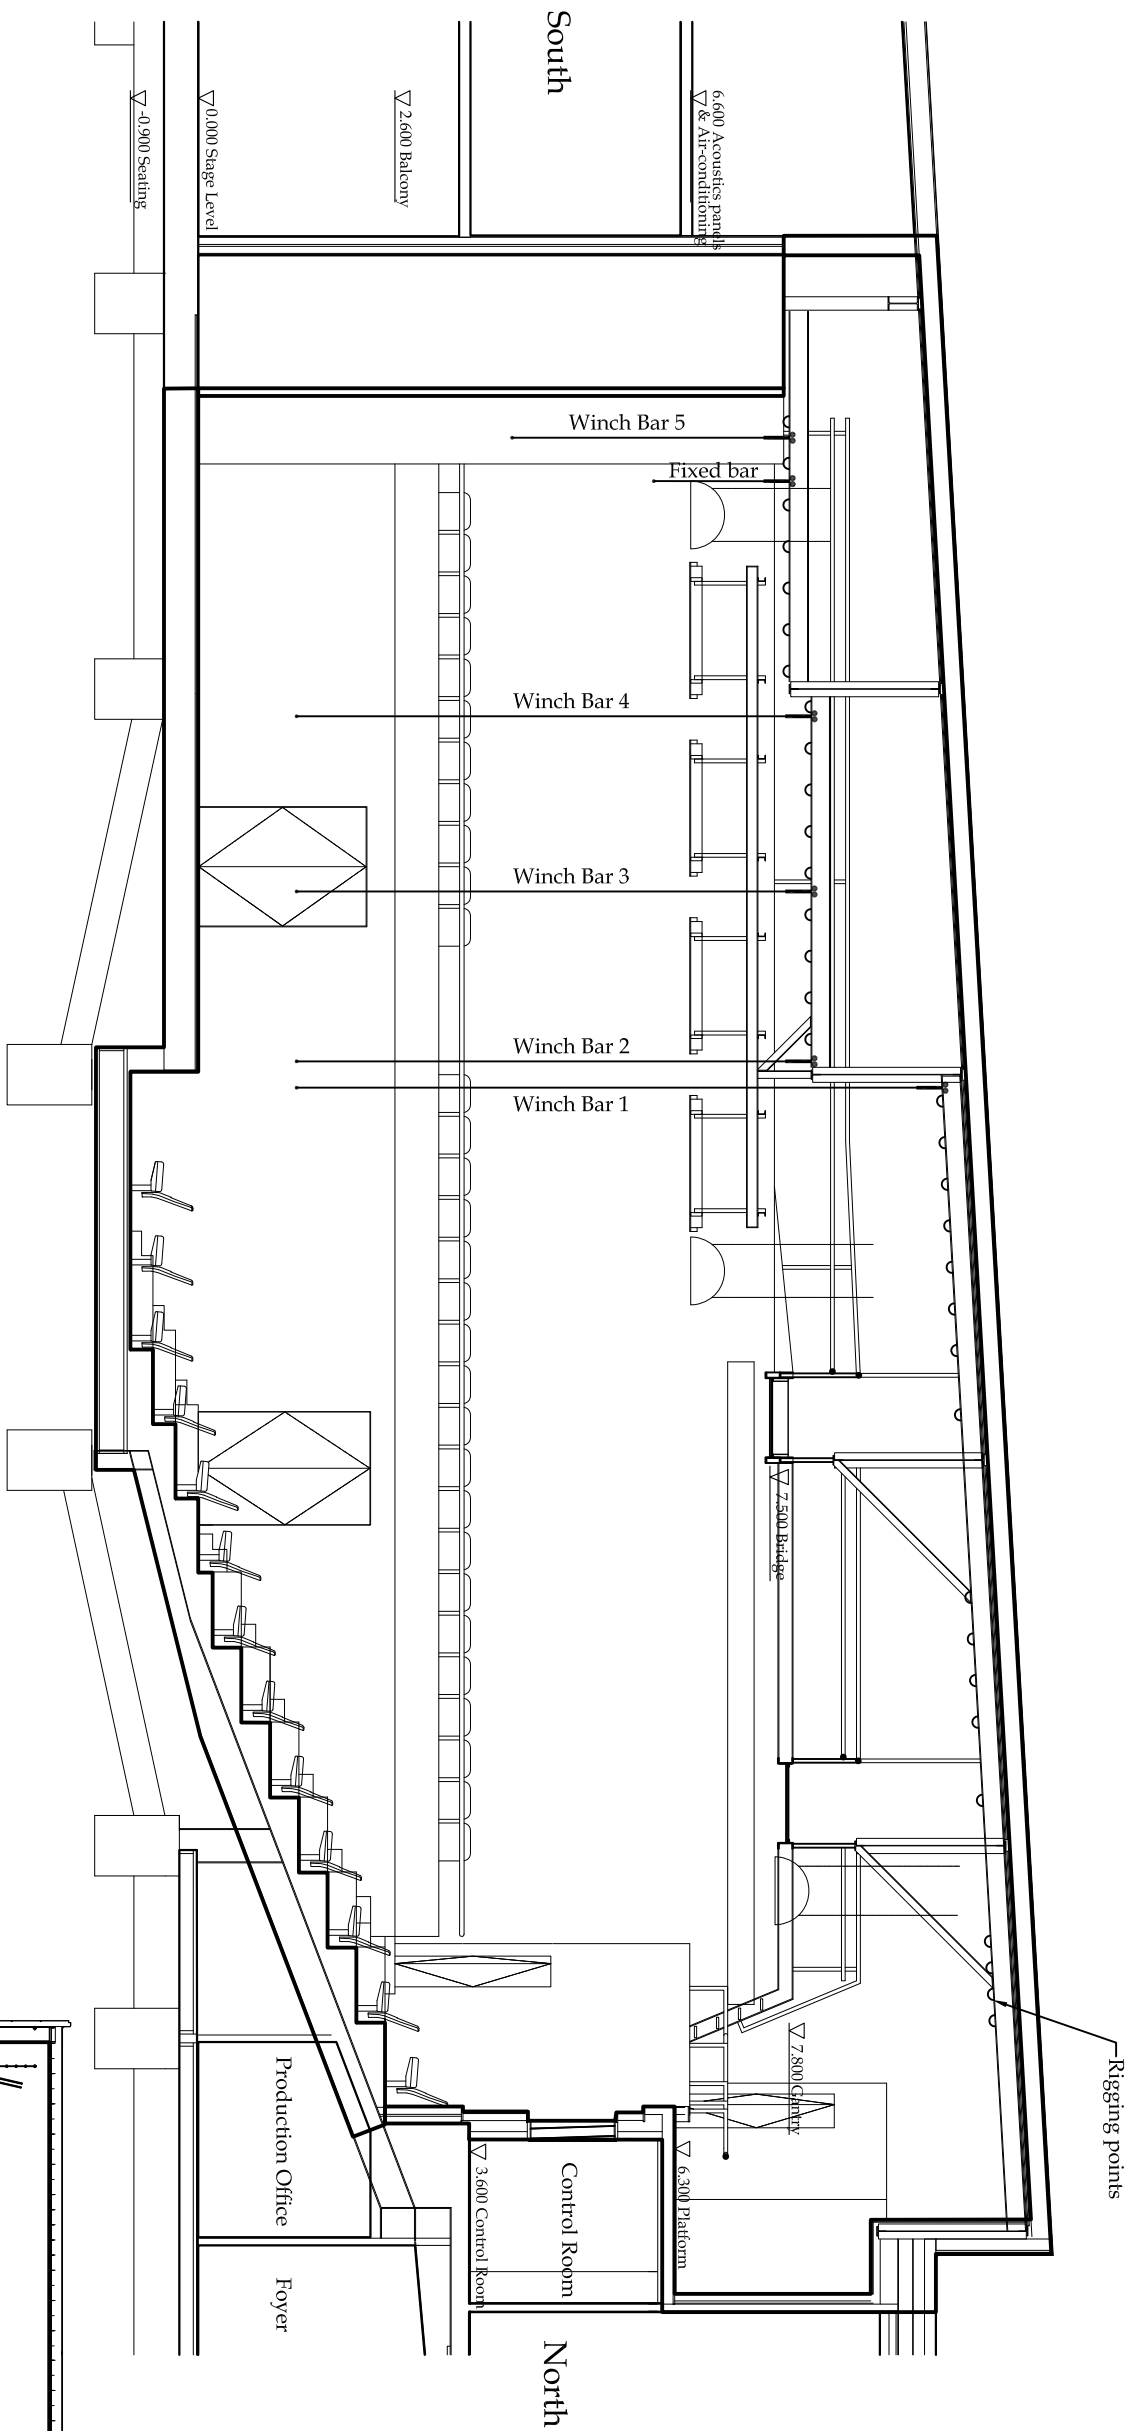 South
6.600 Acoustics panels
& Air-conditioning
2.600 Balcony
0.000 Stage Level
-0.900 Seating
Winch Bar 5
Fixed bar
Winch Bar 4
Winch Bar 3
Winch Bar 2
Winch Bar 1
7.500 Bridge
Rigging points
7.800 Gantry
6.300 Platform
Control Room
3.600 Control Room
Production Office
Foyer
North